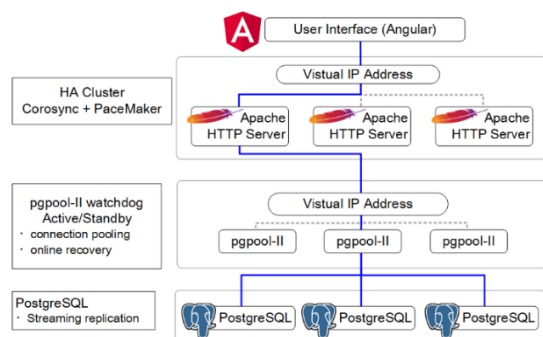 User Interface (Angular)
Vistual IP Address
HA Cluster
Corosync + PaceMaker
Apache
HTTP Server
Apache
HTTP Server
Apache
HTTP Server
pgpool-II watchdog
Active/Standby
・ connection pooling
・ online recovery
Vistual IP Address
pgpool-II
pgpool-II
pgpool-II
PostgreSQL
・ Streaming replication
PostgreSQL
PostgreSQL
PostgreSQL